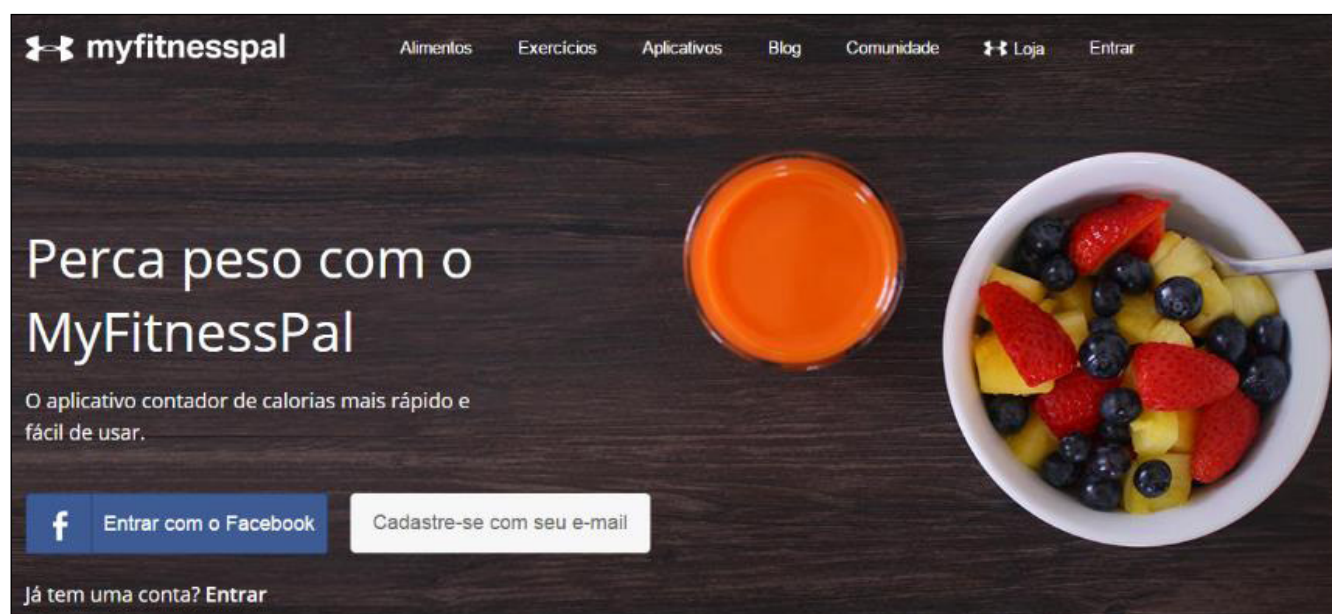 myfitnesspal Alimentos Exercícios Aplicativos Blog Comunidade Loja Entrar
Perca peso com o
MyFitnessPal
O aplicativo contador de calorias mais rápido e
fácil de usar.
f Entrar com o Facebook Cadastre-se com seu e-mail
Já tem uma conta? Entrar